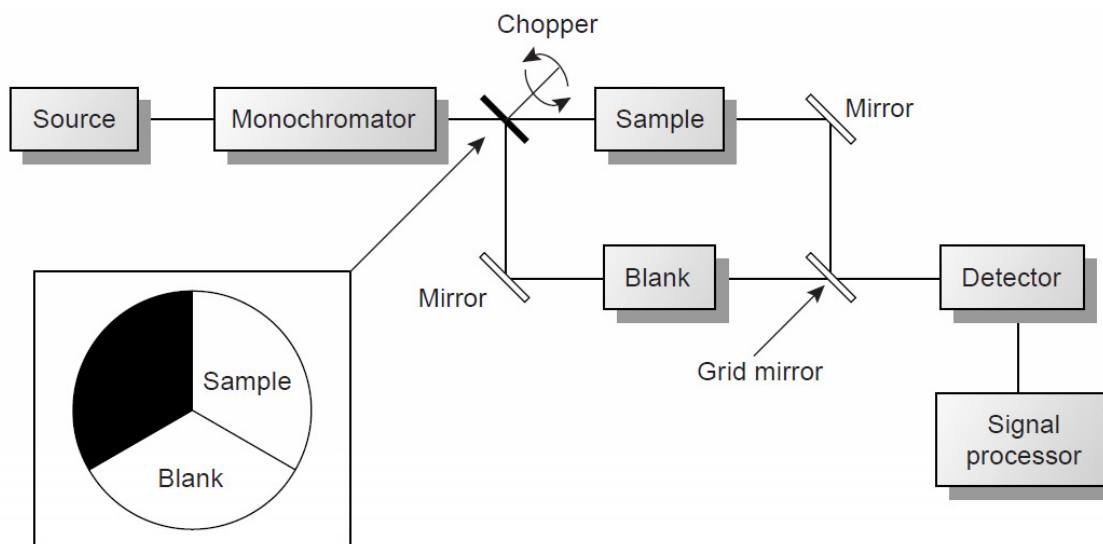 Chopper
Source
Monochromator
Sample
Mirror
Mirror
Blank
Detector
Grid mirror
Sample
Blank
Signal
processor